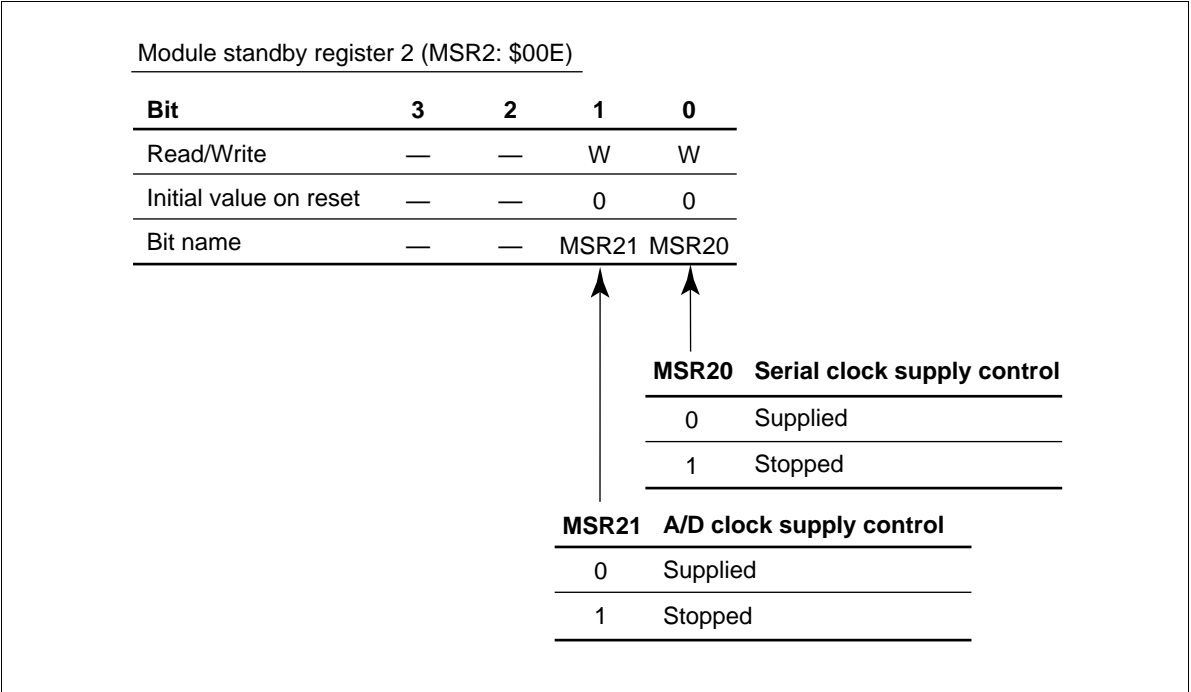 Module standby register 2 (MSR2: $00E)
Bit 3 2 1 0
Read/Write — — W W
Initial value on reset — — 0 0
Bit name — — MSR21 MSR20
MSR20 Serial clock supply control
0 Supplied
1 Stopped
MSR21 A/D clock supply control
0 Supplied
1 Stopped